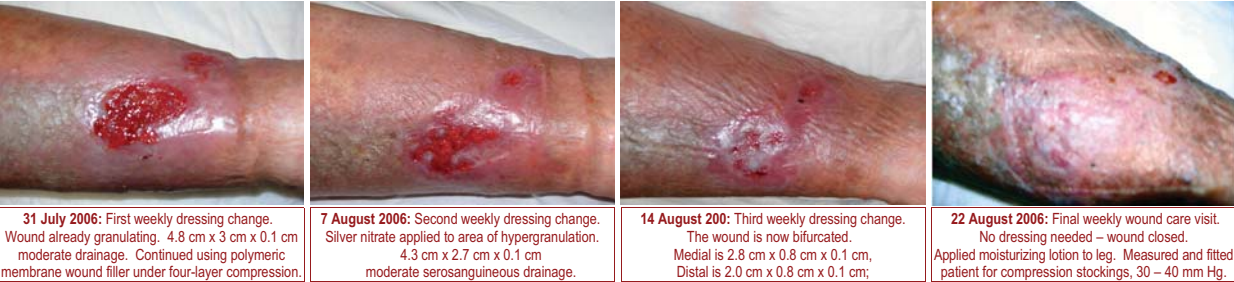 31 July 2006: First weekly dressing change.
Wound already granulating. 4.8 cm x 3 cm x 0.1 cm
moderate drainage. Continued using polymeric
membrane wound filler under four-layer compression.
7 August 2006: Second weekly dressing change.
Silver nitrate applied to area of hypergranulation.
4.3 cm x 2.7 cm x 0.1 cm
moderate serosanguineous drainage.
14 August 200: Third weekly dressing change.
The wound is now bifurcated.
Medial is 2.8 cm x 0.8 cm x 0.1 cm,
Distal is 2.0 cm x 0.8 cm x 0.1 cm;
22 August 2006: Final weekly wound care visit.
No dressing needed – wound closed.
Applied moisturizing lotion to leg. Measured and fitted
patient for compression stockings, 30 – 40 mm Hg.